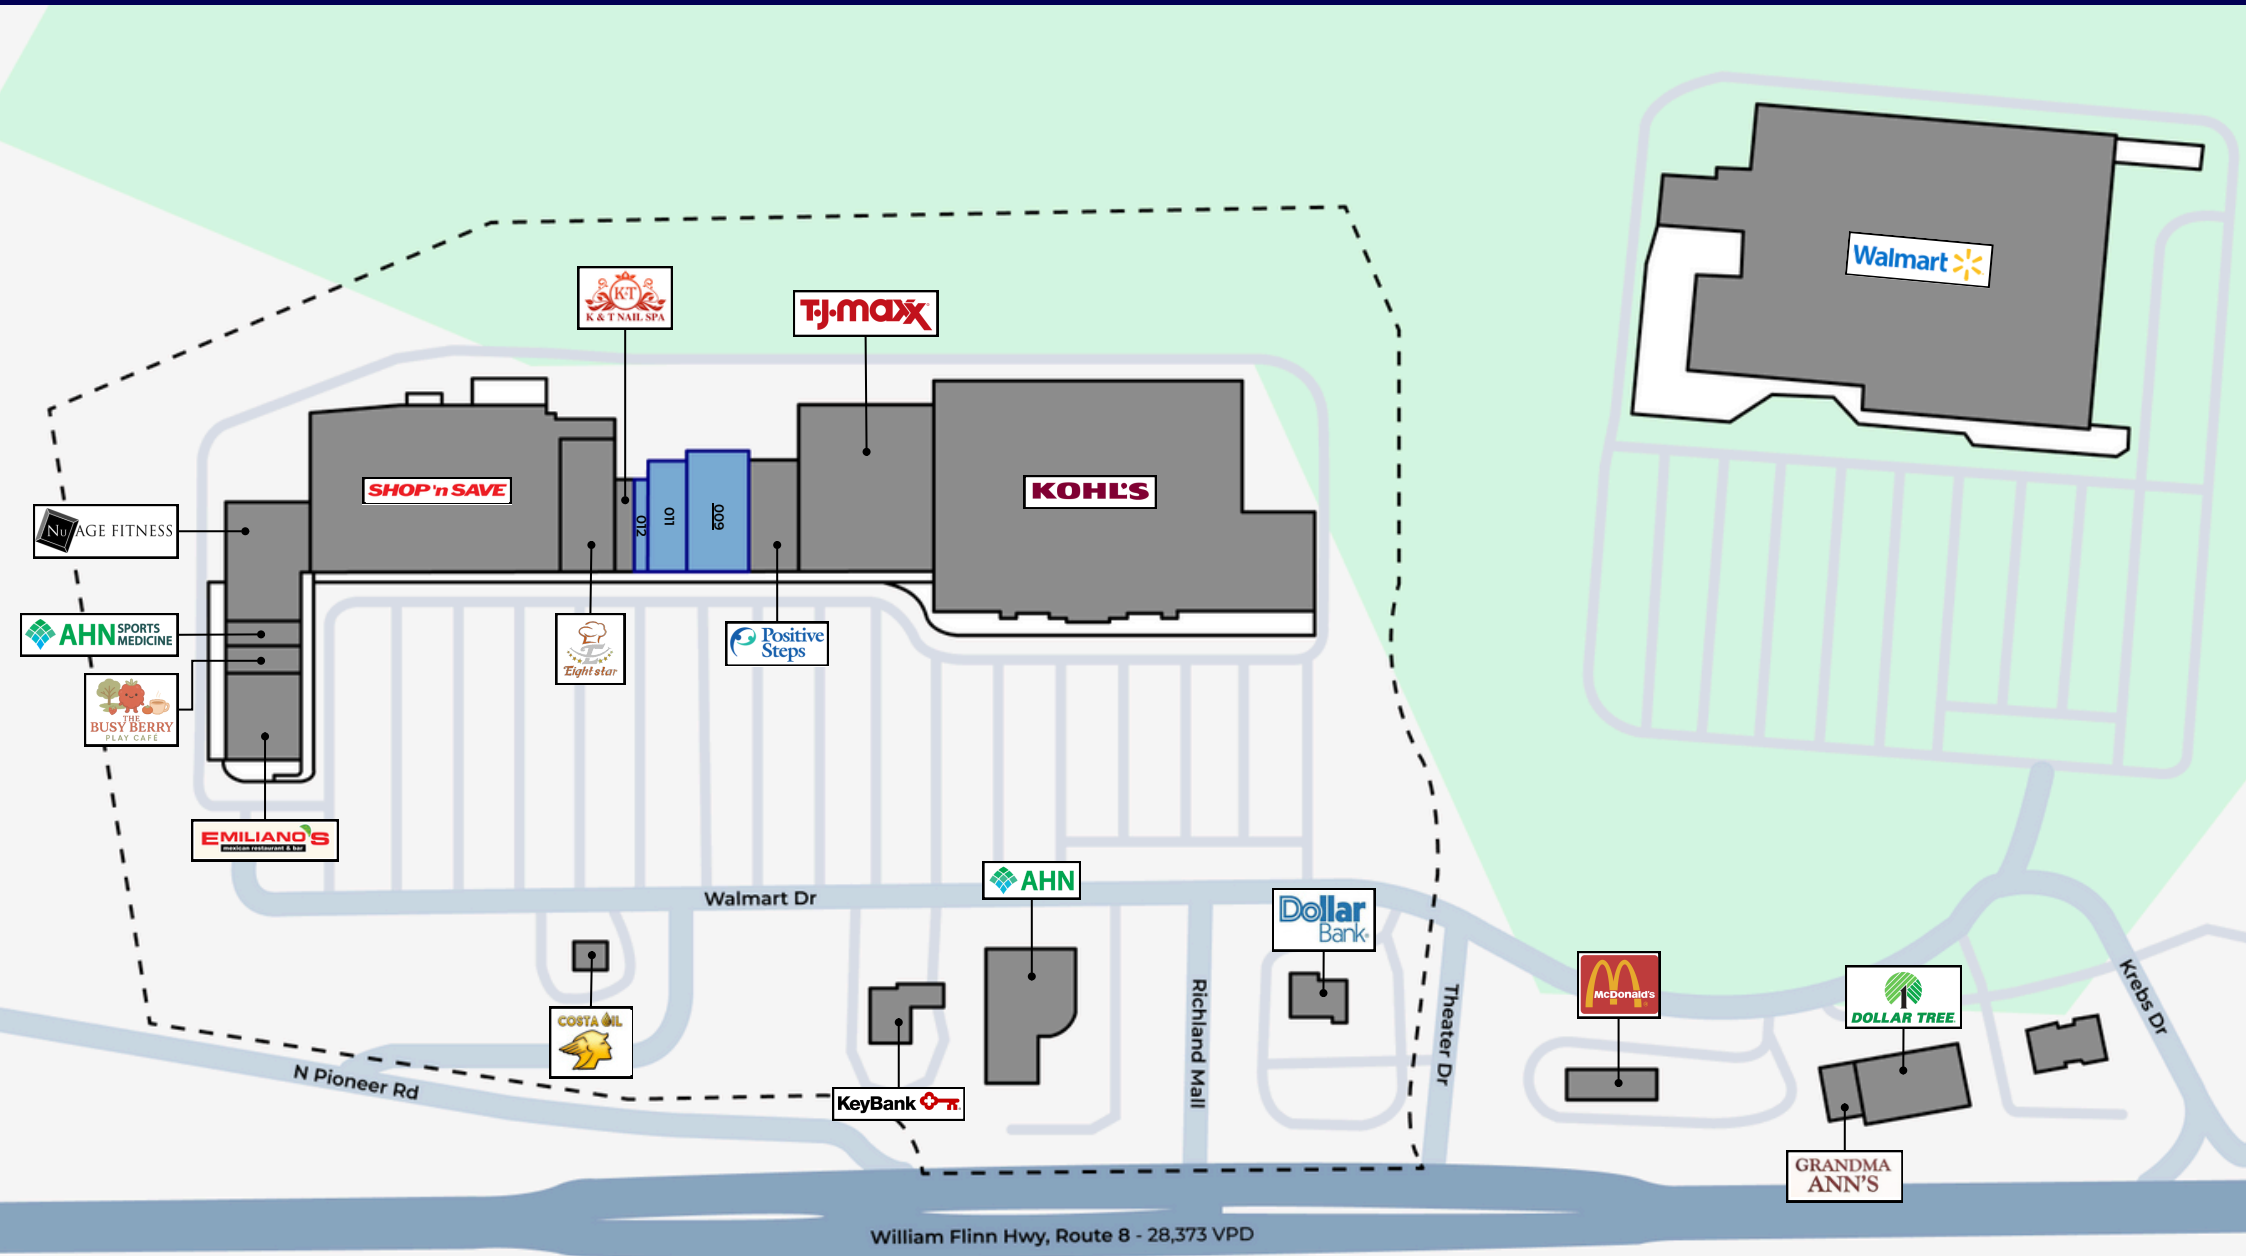 Walmart
K·T
K & T NAIL SPA
T·J·maxx
SHOP 'n SAVE
KOHL'S
012
011
009
Nu AGE FITNESS
AHN SPORTS
MEDICINE
Eight star
Positive
Steps
THE
BUSY BERRY
PLAY CAFÉ
EMILIANO'S
mexican restaurant & bar
Walmart Dr
AHN
Dollar
Bank
COSTA OIL
KeyBank
McDonald's
DOLLAR TREE
GRANDMA
ANN'S
N Pioneer Rd
Richland Mall
Theater Dr
Krebs Dr
William Flinn Hwy, Route 8 - 28,373 VPD